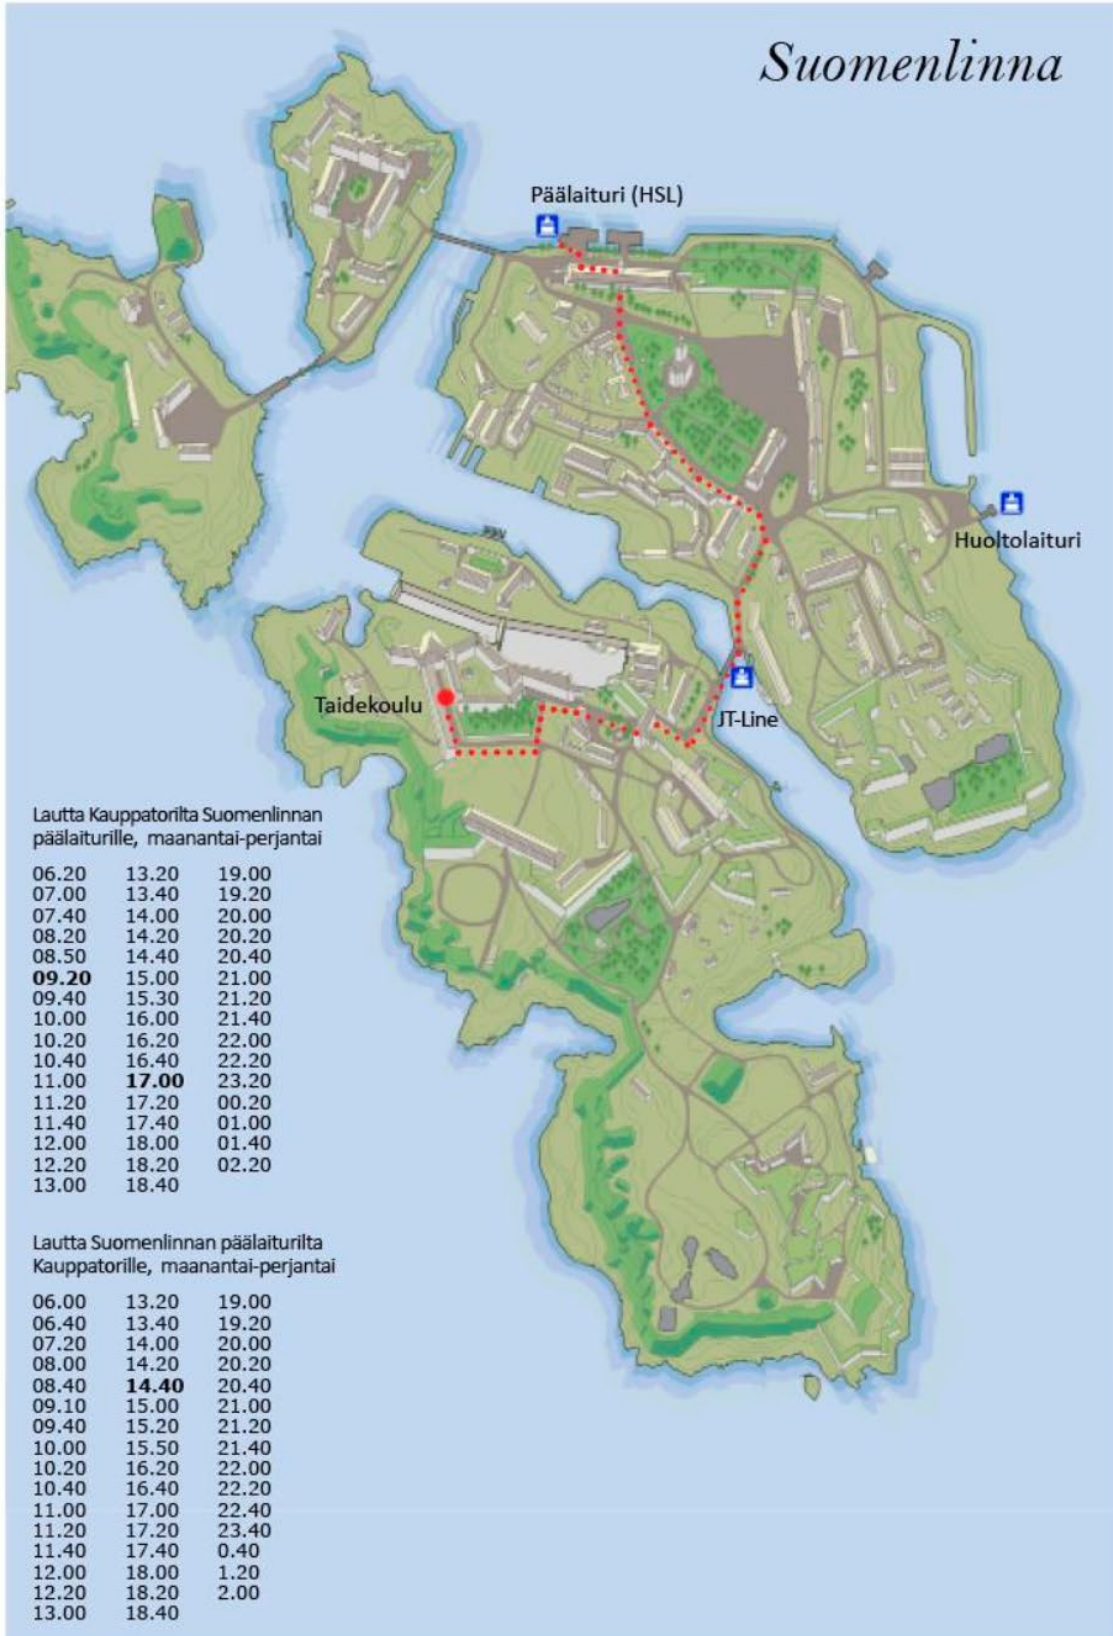 Suomenlinna
Päälaituri (HSL)
Huoltolaituri
Taidekoulu
JT-Line
Lautta Kauppatorilta Suomenlinnan
päälaiturille, maanantai-perjantai
06.20 13.20 19.00
07.00 13.40 19.20
07.40 14.00 20.00
08.20 14.20 20.20
08.50 14.40 20.40
09.20 15.00 21.00
09.40 15.30 21.20
10.00 16.00 21.40
10.20 16.20 22.00
10.40 16.40 22.20
11.00 17.00 23.20
11.20 17.20 00.20
11.40 17.40 01.00
12.00 18.00 01.40
12.20 18.20 02.20
13.00 18.40
Lautta Suomenlinnan päälaiturilta
Kauppatorille, maanantai-perjantai
06.00 13.20 19.00
06.40 13.40 19.20
07.20 14.00 20.00
08.00 14.20 20.20
08.40 14.40 20.40
09.10 15.00 21.00
09.40 15.20 21.20
10.00 15.50 21.40
10.20 16.20 22.00
10.40 16.40 22.20
11.00 17.00 22.40
11.20 17.20 23.40
11.40 17.40 0.40
12.00 18.00 1.20
12.20 18.20 2.00
13.00 18.40